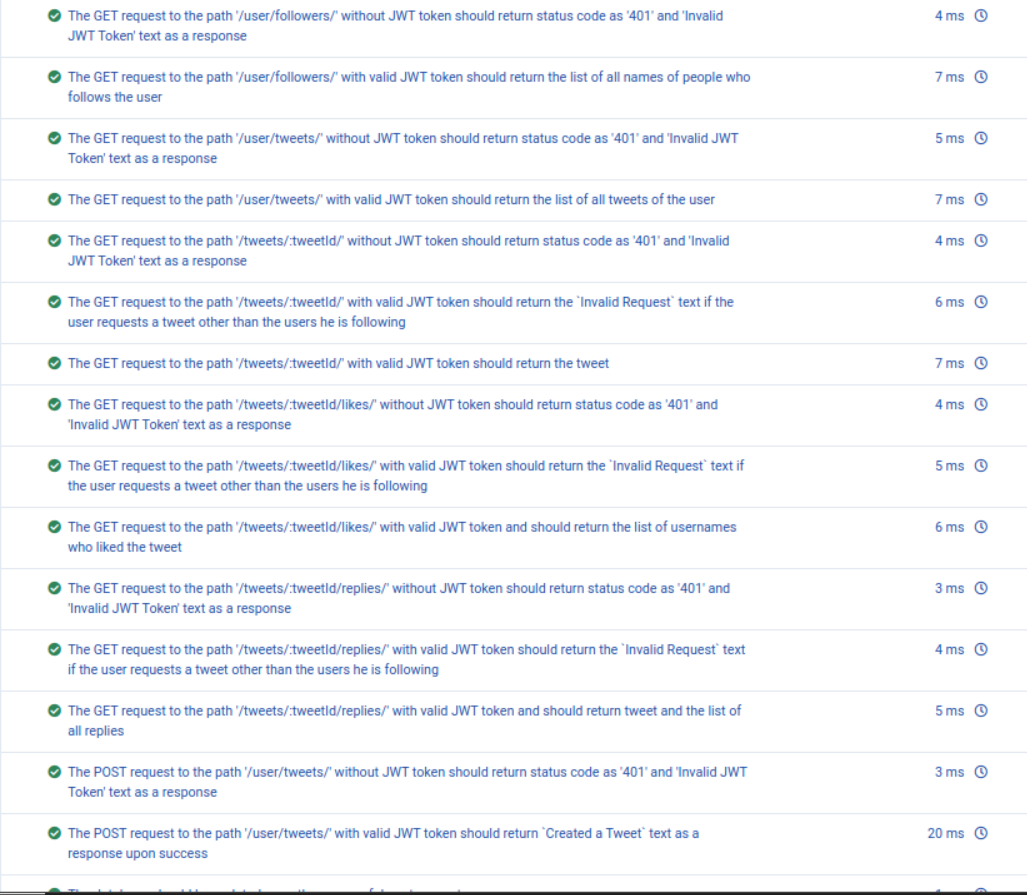 The GET request to the path '/user/followers/' without JWT token should return status code as '401' and 'Invalid
JWT Token' text as a response
4 ms
The GET request to the path '/user/followers/' with valid JWT token should return the list of all names of people who
follows the user
7 ms
The GET request to the path '/user/tweets/' without JWT token should return status code as '401' and 'Invalid JWT
Token' text as a response
5 ms
The GET request to the path '/user/tweets/' with valid JWT token should return the list of all tweets of the user
7 ms
The GET request to the path '/tweets/:tweetId/' without JWT token should return status code as '401' and 'Invalid
JWT Token' text as a response
4 ms
The GET request to the path '/tweets/:tweetId/' with valid JWT token should return the `Invalid Request` text if the
user requests a tweet other than the users he is following
6 ms
The GET request to the path '/tweets/:tweetId/' with valid JWT token should return the tweet
7 ms
The GET request to the path '/tweets/:tweetId/likes/' without JWT token should return status code as '401' and
'Invalid JWT Token' text as a response
4 ms
The GET request to the path '/tweets/:tweetId/likes/' with valid JWT token should return the `Invalid Request` text if
the user requests a tweet other than the users he is following
5 ms
The GET request to the path '/tweets/:tweetId/likes/' with valid JWT token and should return the list of usernames
who liked the tweet
6 ms
The GET request to the path '/tweets/:tweetId/replies/' without JWT token should return status code as '401' and
'Invalid JWT Token' text as a response
3 ms
The GET request to the path '/tweets/:tweetId/replies/' with valid JWT token should return the `Invalid Request` text
if the user requests a tweet other than the users he is following
4 ms
The GET request to the path '/tweets/:tweetId/replies/' with valid JWT token and should return tweet and the list of
all replies
5 ms
The POST request to the path '/user/tweets/' without JWT token should return status code as '401' and 'Invalid JWT
Token' text as a response
3 ms
The POST request to the path '/user/tweets/' with valid JWT token should return `Created a Tweet` text as a
response upon success
20 ms